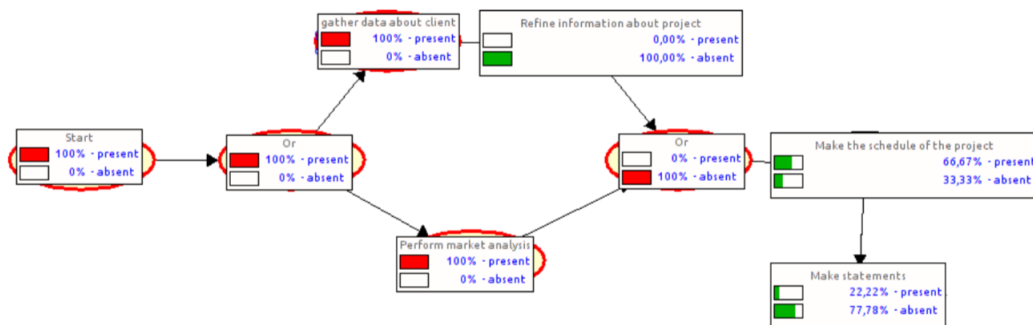 gather data about client
100% - present
0% - absent
Refine information about project
0,00% - present
100,00% - absent
Start
100% - present
0% - absent
Or
100% - present
0% - absent
Or
0% - present
100% - absent
Make the schedule of the project
66,67% - present
33,33% - absent
Perform market analysis
100% - present
0% - absent
Make statements
22,22% - present
77,78% - absent